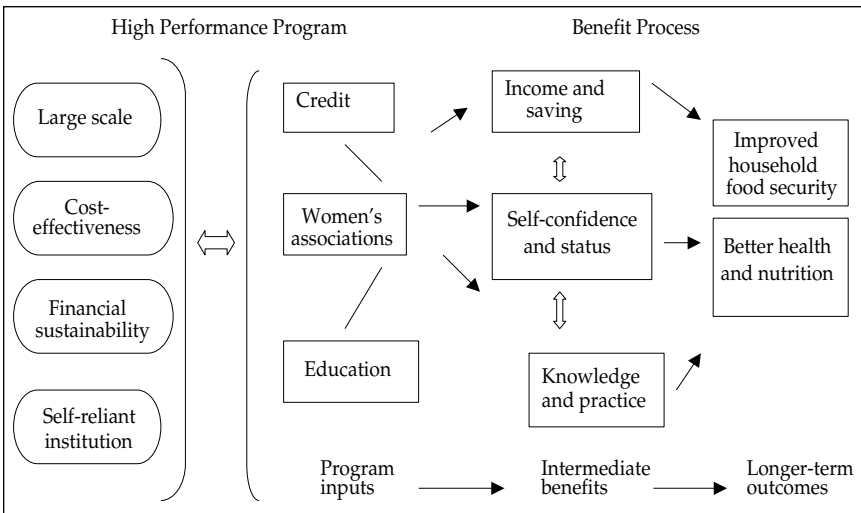 High Performance Program
Benefit Process
Large scale
Cost-
effectiveness
Financial
sustainability
Self-reliant
institution
Credit
Women's
associations
Education
Income and
saving
Self-confidence
and status
Knowledge
and practice
Improved
household
food security
Better health
and nutrition
Program
inputs
Intermediate
benefits
Longer-term
outcomes